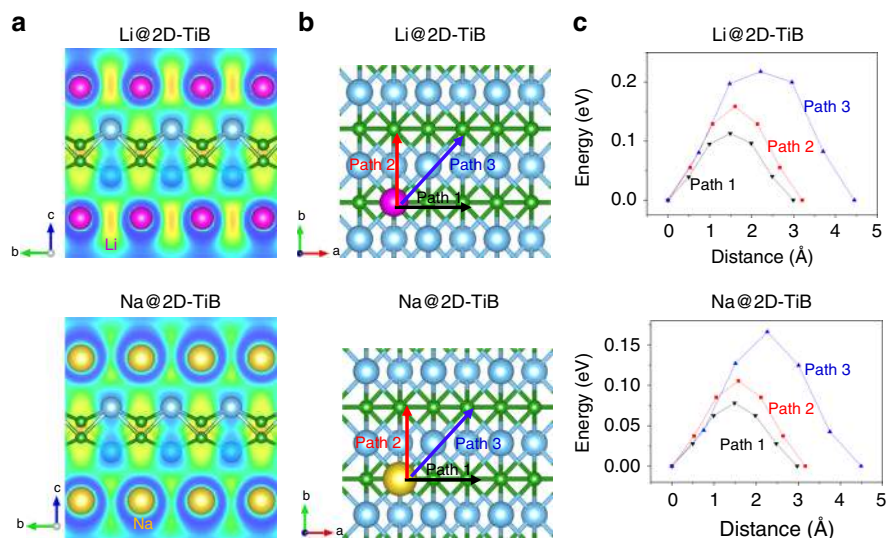 a
Li@2D-TiB
Li
c
b
b
Li@2D-TiB
Path 2
Path 3
Path 1
b
a
c
Li@2D-TiB
Energy (eV)
0.2
0.1
0.0
Path 3
Path 2
Path 1
0 1 2 3 4 5
Distance (Å)
Na@2D-TiB
Na
c
b
Na@2D-TiB
Path 2
Path 3
Path 1
b
a
Na@2D-TiB
Energy (eV)
0.15
0.10
0.05
0.00
Path 3
Path 2
Path 1
0 1 2 3 4 5
Distance (Å)